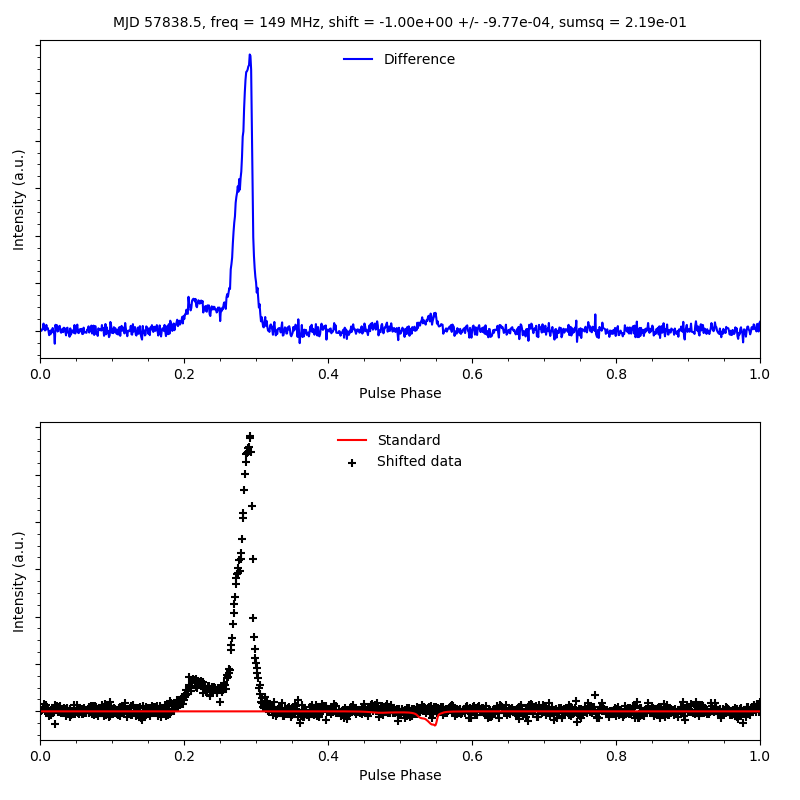 MJD 57838.5, freq = 149 MHz, shift = -1.00e+00 +/- -9.77e-04, sumsq = 2.19e-01
Difference
Intensity (a.u.)
0.0 0.2 0.4 0.6 0.8 1.0
Pulse Phase
Standard
Shifted data
Intensity (a.u.)
0.0 0.2 0.4 0.6 0.8 1.0
Pulse Phase